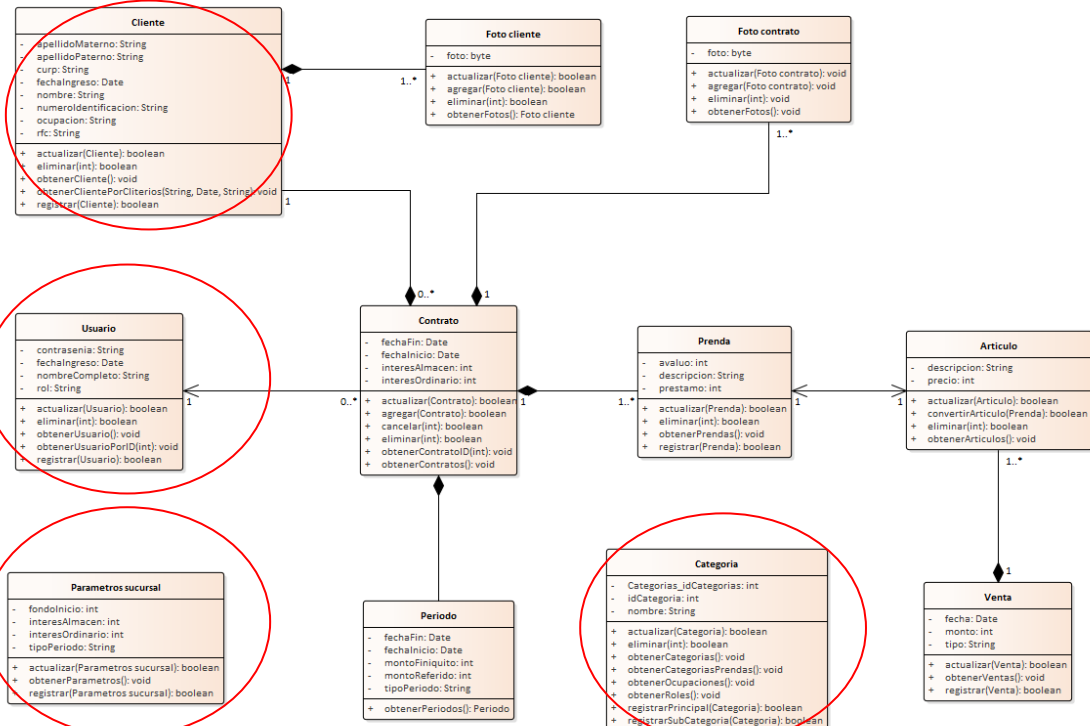 Cliente
- apellidoMaterno: String
- apellidoPaterno: String
- curp: String
- fechaIngreso: Date
- nombre: String
- numeroIdentificacion: String
- ocupacion: String
- rfc: String
+ actualizar(Cliente): boolean
+ eliminar(int): boolean
+ obtenerCliente(): void
+ obtenerClientePorCliterios(String, Date, String): void
+ registrar(Cliente): boolean
1
1..*
1
Foto cliente
- foto: byte
+ actualizar(Foto cliente): boolean
+ agregar(Foto cliente): boolean
+ eliminar(int): boolean
+ obtenerFotos(): Foto cliente
Foto contrato
- foto: byte
+ actualizar(Foto contrato): void
+ agregar(Foto contrato): void
+ eliminar(int): void
+ obtenerFotos(): void
1..*
0..*
1
Usuario
- contrasenia: String
- fechaIngreso: Date
- nombreCompleto: String
- rol: String
+ actualizar(Usuario): boolean
+ eliminar(int): boolean
+ obtenerUsuario(): void
+ obtenerUsuarioPorID(int): void
+ registrar(Usuario): boolean
1
0..*
Contrato
- fechaFin: Date
- fechaInicio: Date
- interesAlmacen: int
- interesOrdinario: int
+ actualizar(Contrato): boolean
+ agregar(Contrato): boolean
+ cancelar(int): boolean
+ eliminar(int): boolean
+ obtenerContratoID(int): void
+ obtenerContratos(): void
1
1..*
Prenda
- avaluo: int
- descripcion: String
- prestamo: int
+ actualizar(Prenda): boolean
+ eliminar(int): boolean
+ obtenerPrendas(): void
+ registrar(Prenda): boolean
1
1
Articulo
- descripcion: String
- precio: int
+ actualizar(Articulo): boolean
+ convertirArticulo(Prenda): boolean
+ eliminar(int): boolean
+ obtenerArticulos(): void
1..*
1
Parametros sucursal
- fondoInicio: int
- interesAlmacen: int
- interesOrdinario: int
- tipoPeriodo: String
+ actualizar(Parametros sucursal): boolean
+ obtenerParametros(): void
+ registrar(Parametros sucursal): boolean
Periodo
- fechaFin: Date
- fechaInicio: Date
- montoFiniquito: int
- montoReferido: int
- tipoPeriodo: String
+ obtenerPeriodos(): Periodo
Categoria
- Categorias_idCategorias: int
- idCategoria: int
- nombre: String
+ actualizar(Categoria): boolean
+ eliminar(int): boolean
+ obtenerCategorias(): void
+ obtenerCategoriasPrendas(): void
+ obtenerOcupaciones(): void
+ obtenerRoles(): void
+ registrarPrincipal(Categoria): boolean
+ registrarSubCategoria(Categoria): boolean
Venta
- fecha: Date
- monto: int
- tipo: String
+ actualizar(Venta): boolean
+ obtenerVentas(): void
+ registrar(Venta): boolean